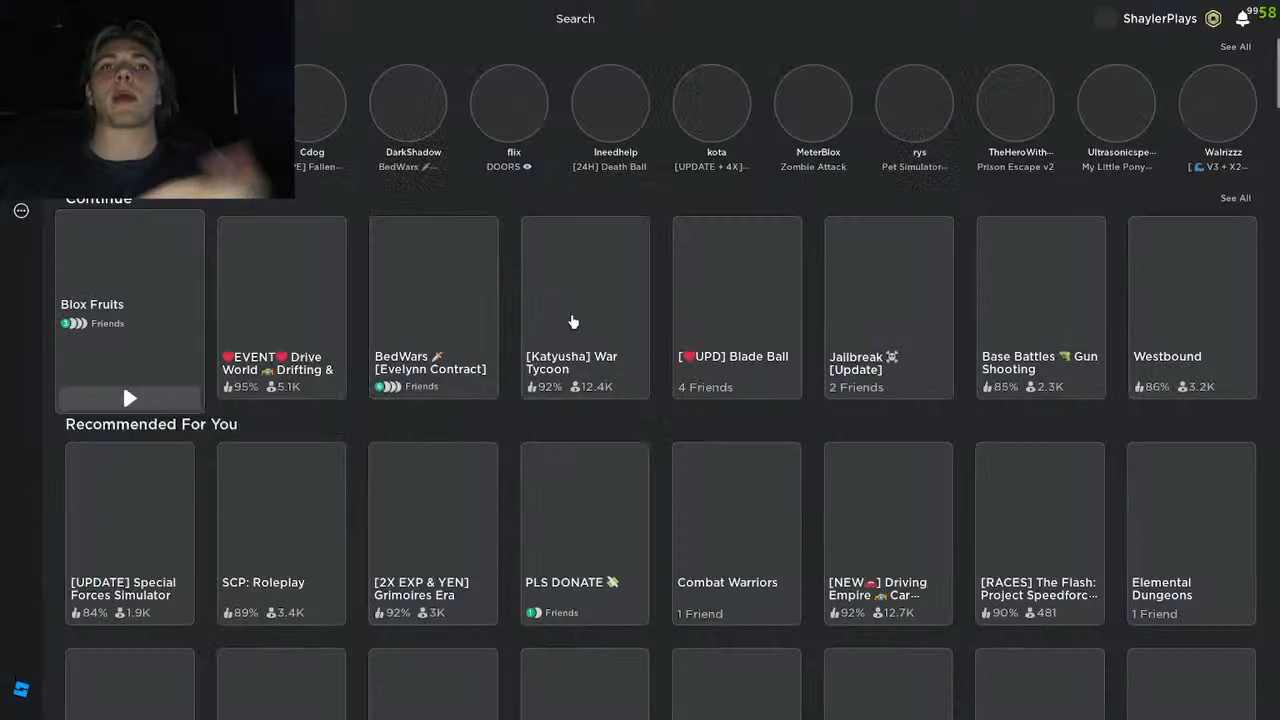 Search
ShaylerPlays
99
58
See All
Cdog
DarkShadow
flix
Ineedhelp
kota
MeterBlox
rys
TheHeroWith···
Ultrasonicspe···
Walrizzz
E] Fallen···
BedWars 🗡️···
DOORS 👁️
[24H] Death Ball
[UPDATE + 4X]···
Zombie Attack
Pet Simulator···
Prison Escape v2
My Little Pony···
[ 🌊 V3 + X2···
Continue
See All
Blox Fruits
3 Friends
❤️EVENT❤️ Drive
World 🚕 Drifting &
95% 5.1K
BedWars 🗡️
[Evelynn Contract]
Friends
[Katyusha] War
Tycoon
92% 12.4K
[❤️UPD] Blade Ball
4 Friends
Jailbreak ☠️
[Update]
2 Friends
Base Battles 🔫 Gun
Shooting
85% 2.3K
Westbound
86% 3.2K
Recommended For You
[UPDATE] Special
Forces Simulator
84% 1.9K
SCP: Roleplay
89% 3.4K
[2X EXP & YEN]
Grimoires Era
92% 3K
PLS DONATE 💸
1 Friends
Combat Warriors
1 Friend
[NEW🚗] Driving
Empire 🚕 Car···
92% 12.7K
[RACES] The Flash:
Project Speedforc···
90% 481
Elemental
Dungeons
1 Friend